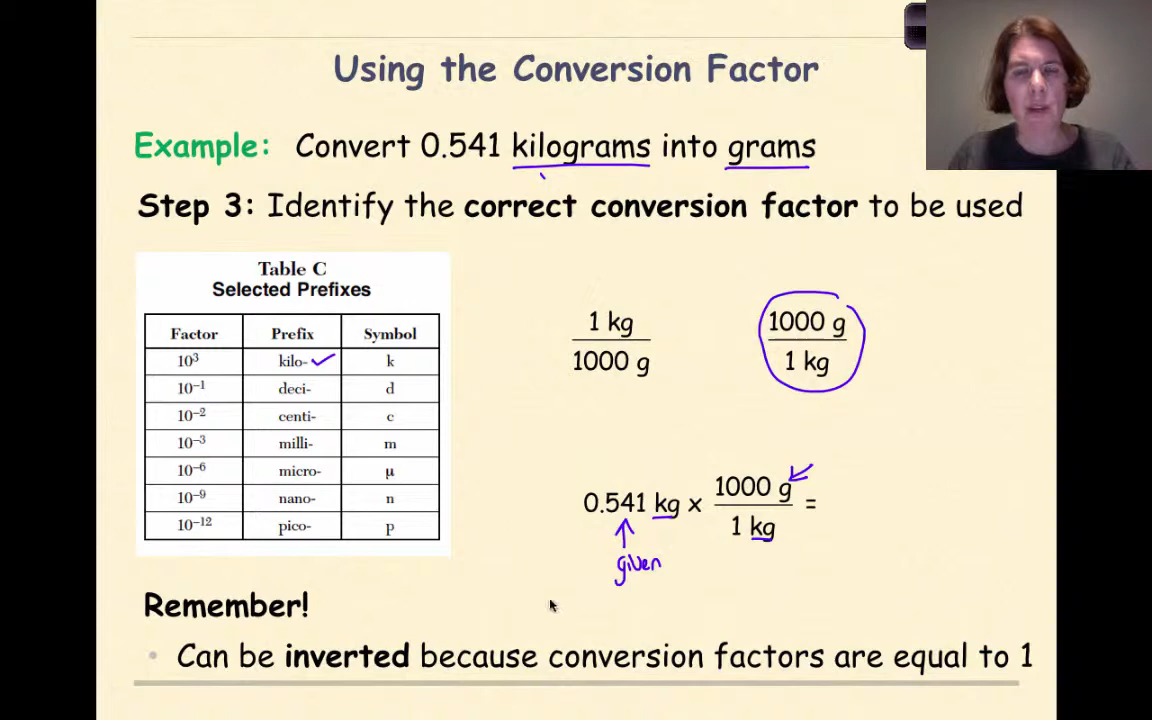 Using the Conversion Factor
Example: Convert 0.541 kilograms into grams
Step 3: Identify the correct conversion factor to be used
Table C
Selected Prefixes
Factor Prefix Symbol
10³ kilo- k
10⁻¹ deci- d
10⁻² centi- c
10⁻³ milli- m
10⁻⁶ micro- μ
10⁻⁹ nano- n
10⁻¹² pico- p
1 kg
1000 g
1000 g
1 kg
0.541 kg x 1000 g =
1 kg
given
Remember!
• Can be inverted because conversion factors are equal to 1